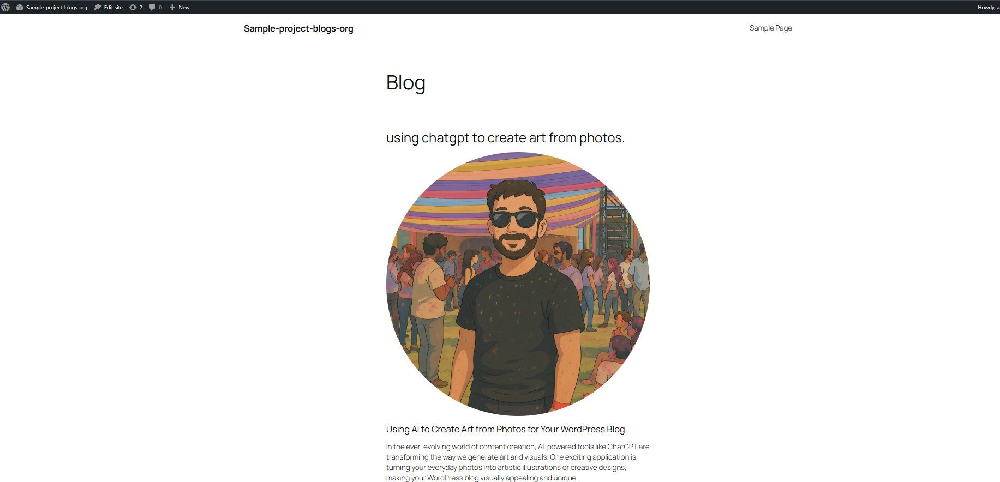 Sample-project-blogs-org Edit site 2 0 New Howdy, a
Sample-project-blogs-org Sample Page
Blog
using chatgpt to create art from photos.
Using AI to Create Art from Photos for Your WordPress Blog
In the ever-evolving world of content creation, AI-powered tools like ChatGPT are
transforming the way we generate art and visuals. One exciting application is
turning your everyday photos into artistic illustrations or creative designs,
making your WordPress blog visually appealing and unique.